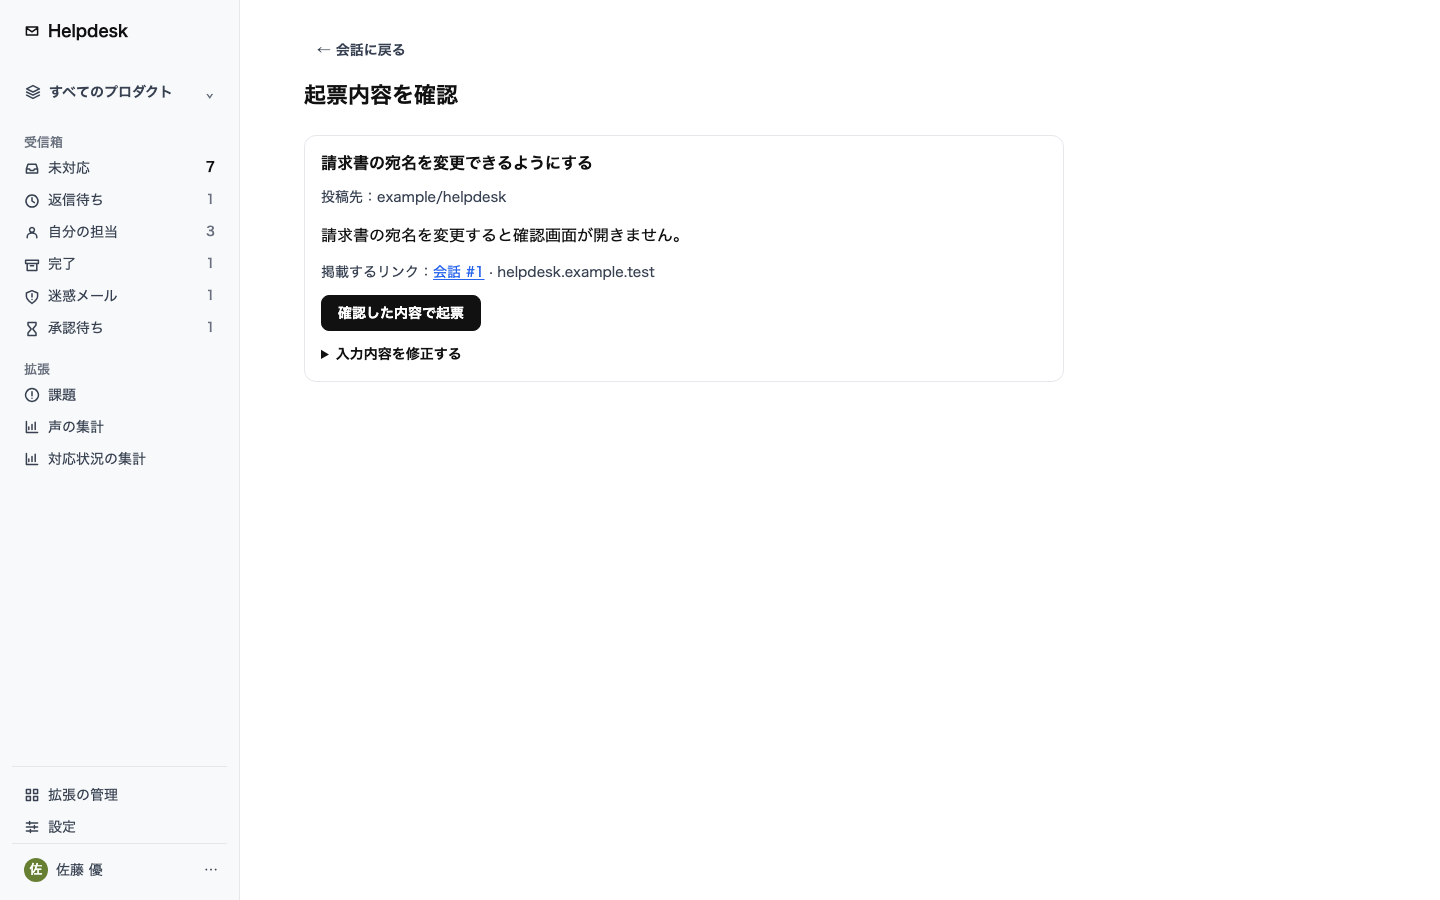 Helpdesk
すべてのプロダクト
受信箱
未対応 7
返信待ち 1
自分の担当 3
完了 1
迷惑メール 1
承認待ち 1
拡張
課題
声の集計
対応状況の集計
拡張の管理
設定
佐 佐藤 優 …
← 会話に戻る
起票内容を確認
請求書の宛名を変更できるようにする
投稿先：example/helpdesk
請求書の宛名を変更すると確認画面が開きません。
掲載するリンク：会話 #1 · helpdesk.example.test
確認した内容で起票
▶ 入力内容を修正する